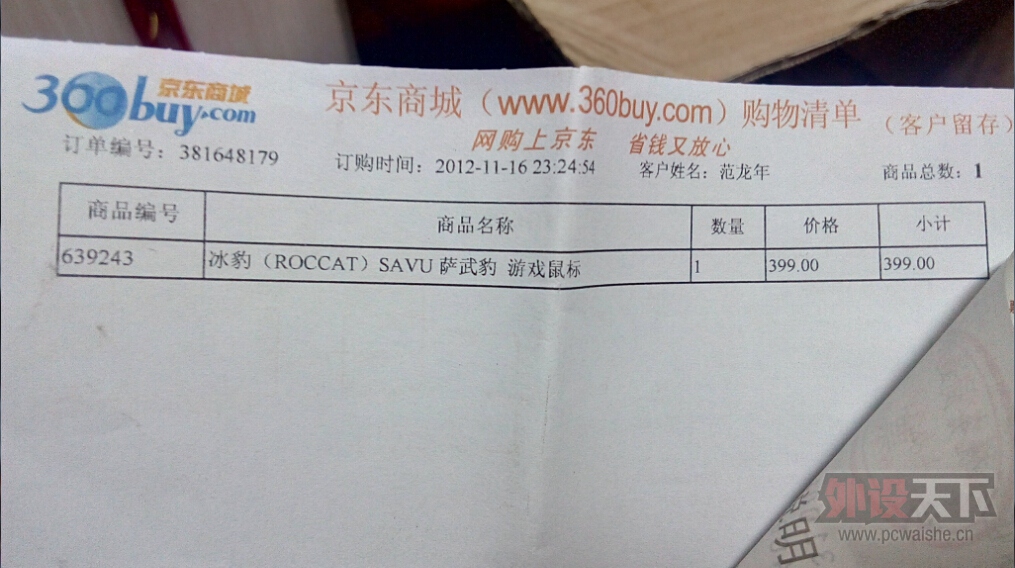 360buy.com 京东商城
京东商城（www.360buy.com）购物清单 （客户留存）
网购上京东 省钱又放心
订单编号：381648179 订购时间：2012-11-16 23:24:54 客户姓名：范龙年 商品总数：1
商品编号 商品名称 数量 价格 小计
639243 冰豹（ROCCAT）SAVU 萨武豹 游戏鼠标 1 399.00 399.00
明
外设天下
www.pcwaishe.cn